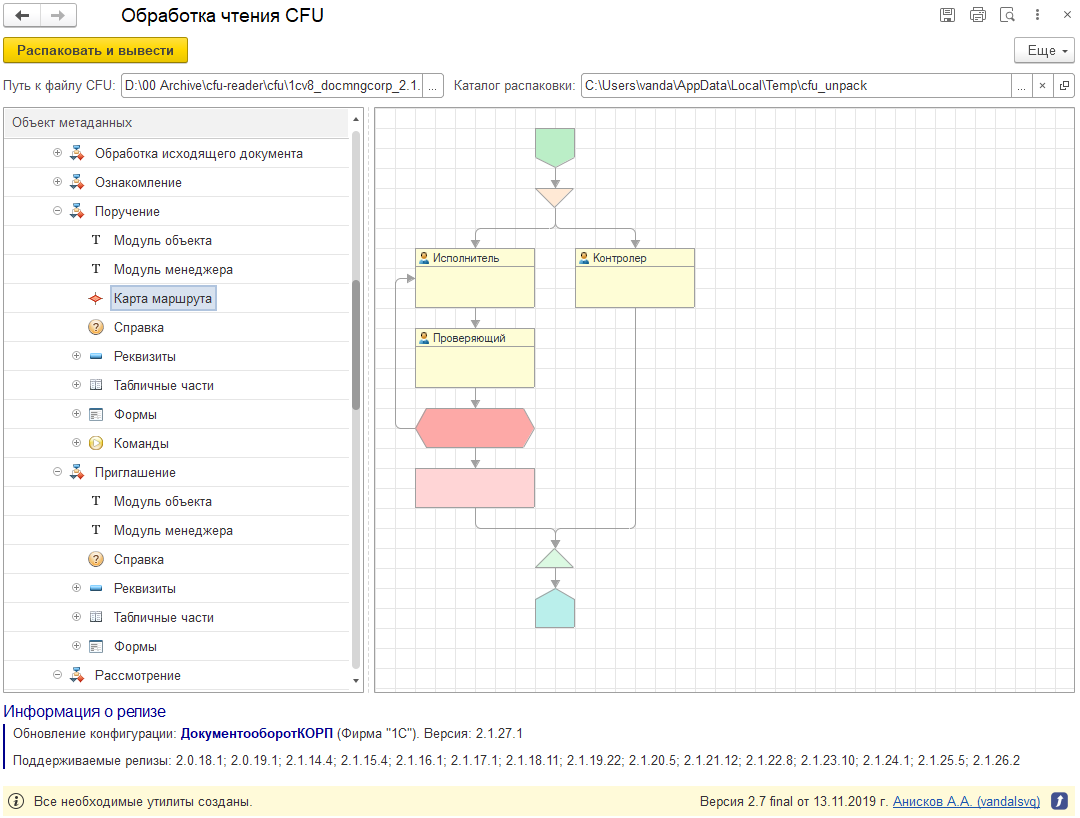 Обработка чтения CFU
Распаковать и вывести
Еще
Путь к файлу CFU: D:\00 Archive\cfu-reader\cfu\1cv8_docmngcorp_2.1. ... Каталог распаковки: C:\Users\vanda\AppData\Local\Temp\cfu_unpack ... ×
Объект метаданных
Обработка исходящего документа
Ознакомление
Поручение
T Модуль объекта
T Модуль менеджера
Карта маршрута
? Справка
Реквизиты
Табличные части
Формы
Команды
Приглашение
T Модуль объекта
T Модуль менеджера
? Справка
Реквизиты
Табличные части
Формы
Рассмотрение
Исполнитель
Контролер
Проверяющий
Информация о релизе
Обновление конфигурации: ДокументооборотКОРП (Фирма "1С"). Версия: 2.1.27.1
Поддерживаемые релизы: 2.0.18.1; 2.0.19.1; 2.1.14.4; 2.1.15.4; 2.1.16.1; 2.1.17.1; 2.1.18.11; 2.1.19.22; 2.1.20.5; 2.1.21.12; 2.1.22.8; 2.1.23.10; 2.1.24.1; 2.1.25.5; 2.1.26.2
Все необходимые утилиты созданы.
Версия 2.7 final от 13.11.2019 г. Анисков А.А. (vandalsvq)